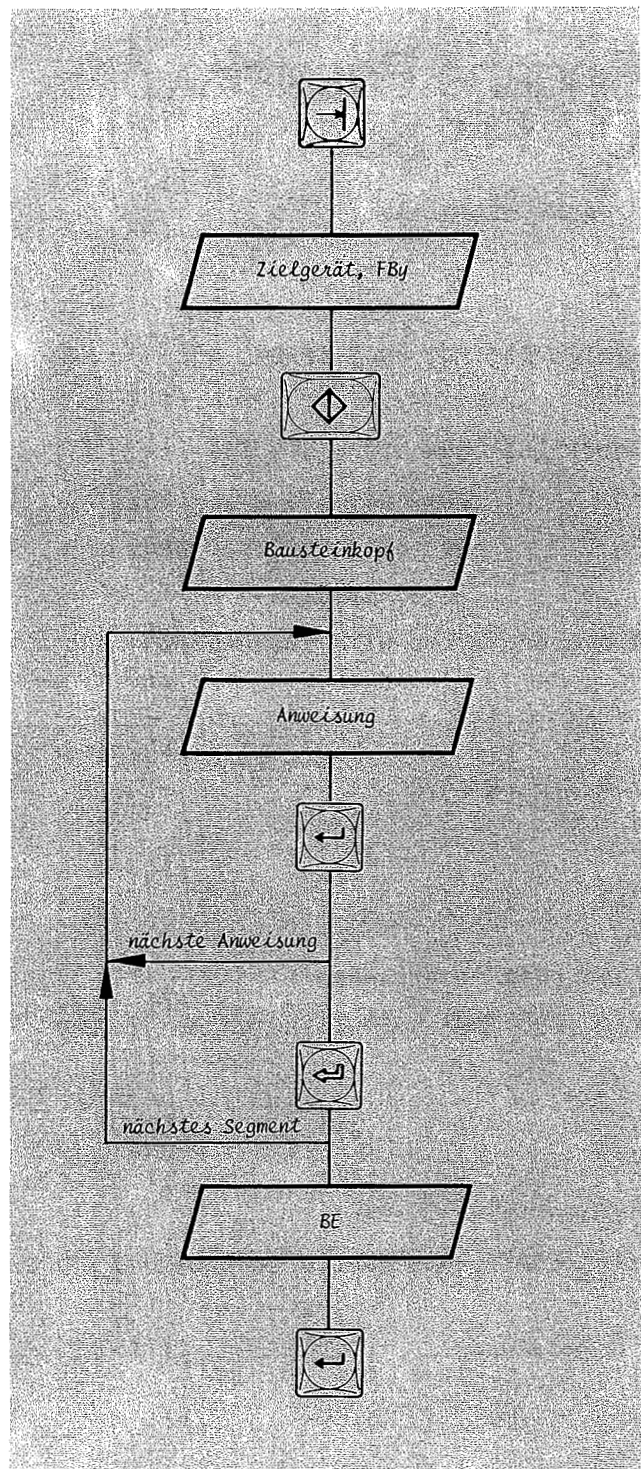 Zielgerät, FBy
Bausteinkopf
Anweisung
nächste Anweisung
nächstes Segment
BE